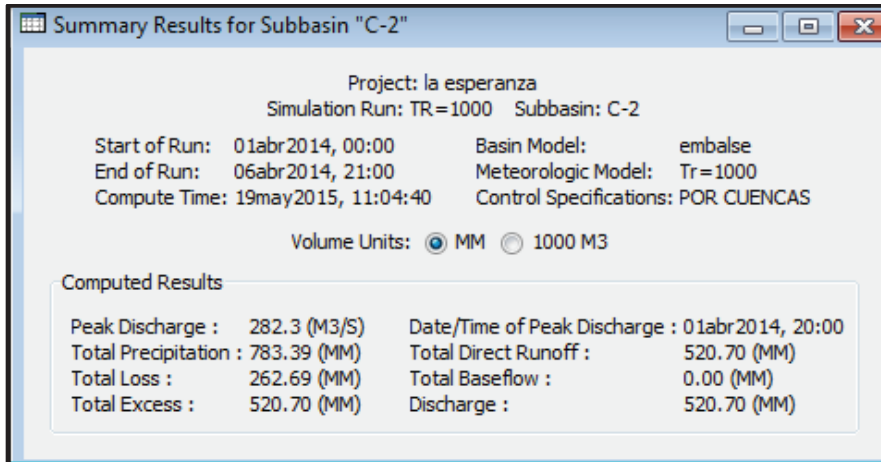 Summary Results for Subbasin "C-2"
Project: la esperanza
Simulation Run: TR=1000 Subbasin: C-2
Start of Run: 01abr2014, 00:00 Basin Model: embalse
End of Run: 06abr2014, 21:00 Meteorologic Model: Tr=1000
Compute Time: 19may2015, 11:04:40 Control Specifications: POR CUENCAS
Volume Units: MM 1000 M3
Computed Results
Peak Discharge : 282.3 (M3/S) Date/Time of Peak Discharge : 01abr2014, 20:00
Total Precipitation : 783.39 (MM) Total Direct Runoff : 520.70 (MM)
Total Loss : 262.69 (MM) Total Baseflow : 0.00 (MM)
Total Excess : 520.70 (MM) Discharge : 520.70 (MM)